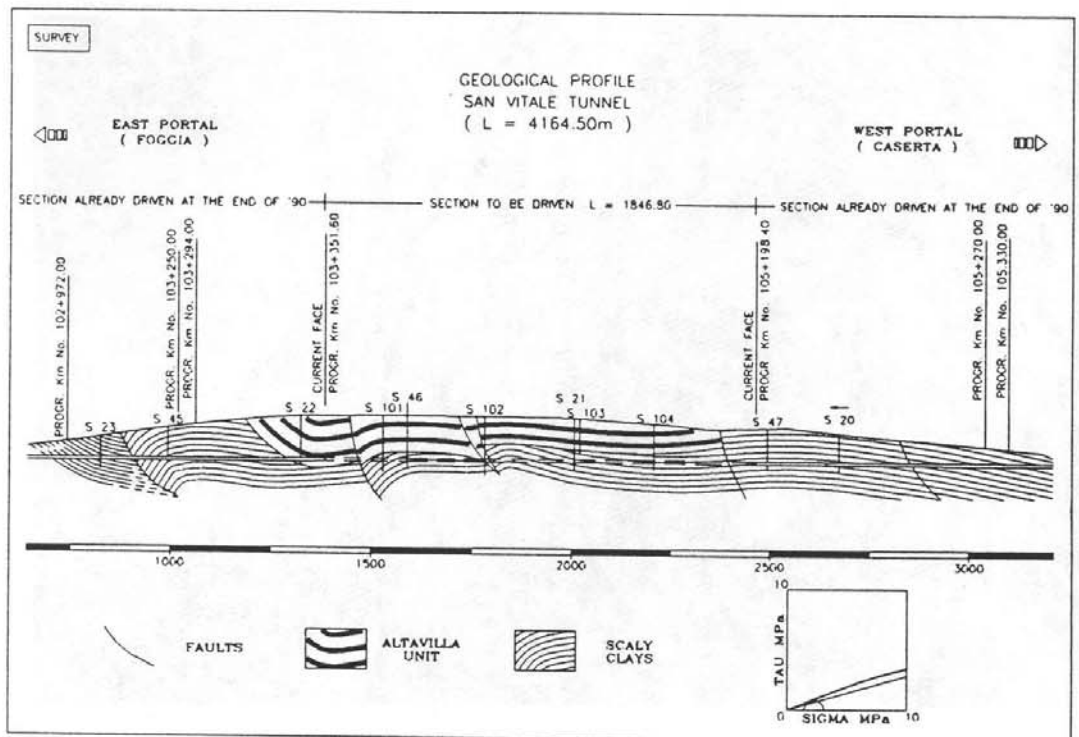 SURVEY
GEOLOGICAL PROFILE
SAN VITALE TUNNEL
( L = 4164.50m )
EAST PORTAL
( FOGGIA )
WEST PORTAL
( CASERTA )
SECTION ALREADY DRIVEN AT THE END OF '90
SECTION TO BE DRIVEN L = 1846.80
SECTION ALREADY DRIVEN AT THE END OF '90
PROGR. Km No. 102+972.00
PROGR. Km No. 103+250.00
PROGR. Km No. 103+294.00
CURRENT FACE
PROGR. Km No. 103+351.60
CURRENT FACE
PROGR. Km No. 105+198.40
PROGR. Km No. 105+270.00
PROGR. Km No. 105.330.00
S 23
S 45
S 22
S 101
S 46
S 102
S 21
S 103
S 104
S 47
S 20
1000
1500
2000
2500
3000
FAULTS
ALTAVILLA
UNIT
SCALY
CLAYS
10
TAU MPa
0
SIGMA MPa
10